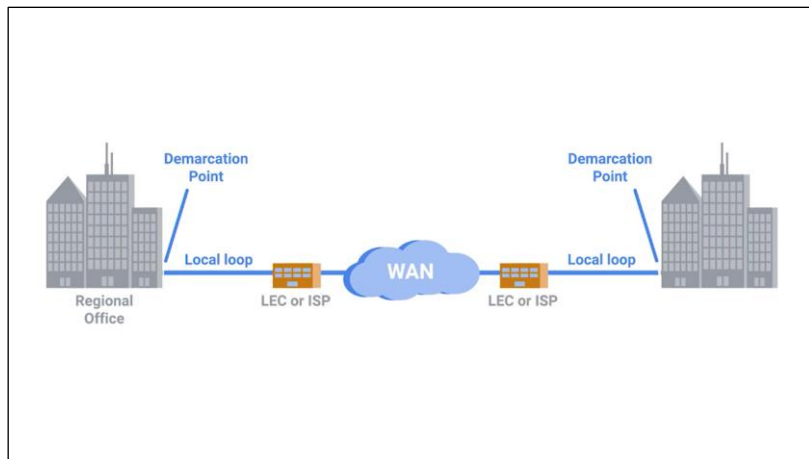 Demarcation
Point
Demarcation
Point
Local loop
WAN
Local loop
Regional
Office
LEC or ISP
LEC or ISP